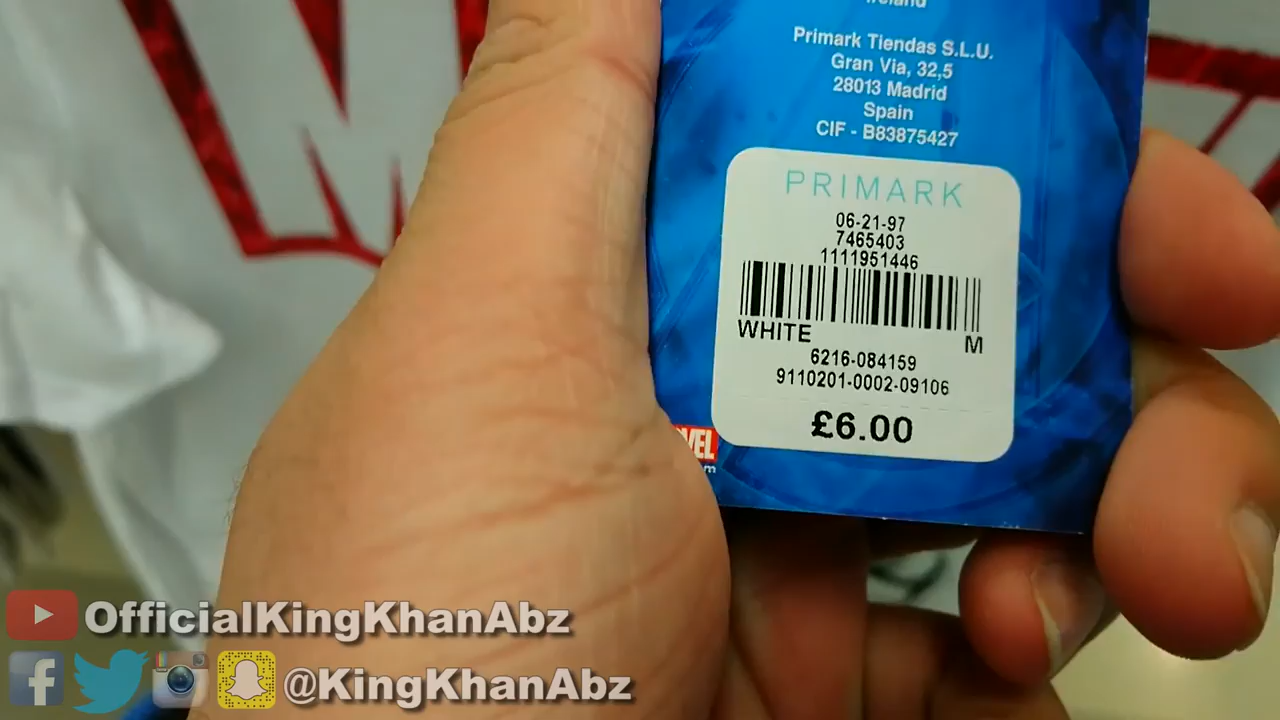 Ireland
Primark Tiendas S.L.U.
Gran Via, 32,5
28013 Madrid
Spain
CIF - B83875427
PRIMARK
06-21-97
7465403
1111951446
WHITE
M
6216-084159
9110201-0002-09106
£6.00
OfficialKingKhanAbz
@KingKhanAbz